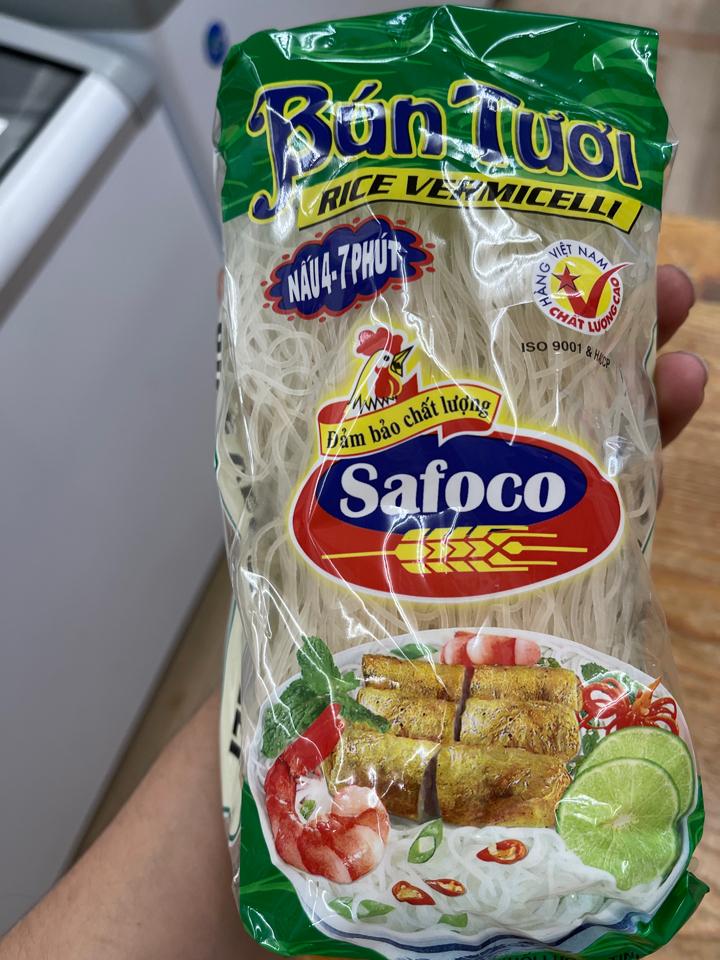 Bún Tươi
RICE VERMICELLI
NẤU 4-7 PHÚT
HÀNG VIỆT NAM
CHẤT LƯỢNG CAO
ISO 9001 & HACCP
Đảm bảo chất lượng
Safoco